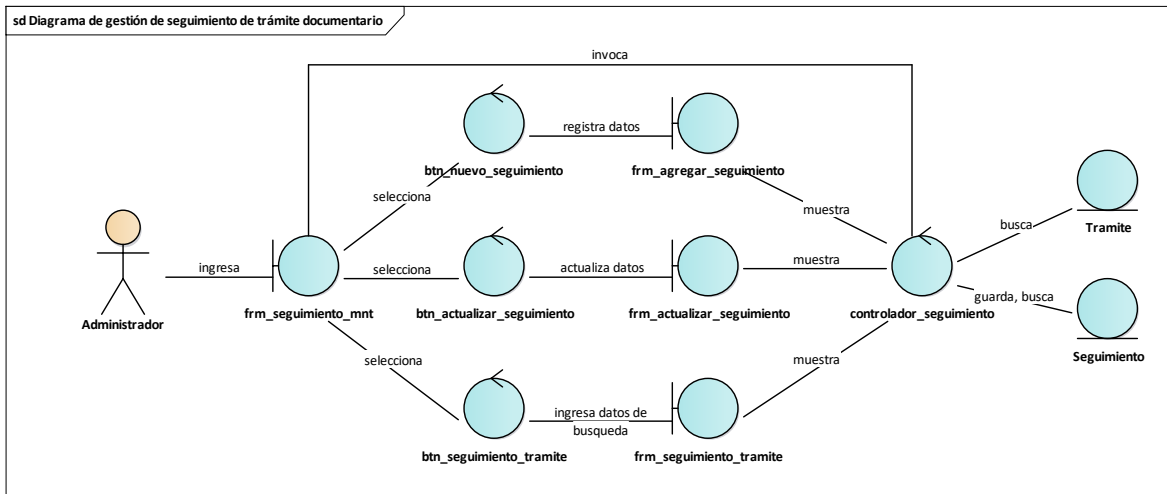 sd Diagrama de gestión de seguimiento de trámite documentario
invoca
registra datos
btn_nuevo_seguimiento
frm_agregar_seguimiento
selecciona
muestra
busca
Tramite
ingresa
selecciona
actualiza datos
muestra
guarda, busca
Administrador
frm_seguimiento_mnt
btn_actualizar_seguimiento
frm_actualizar_seguimiento
controlador_seguimiento
Seguimiento
selecciona
muestra
ingresa datos de
busqueda
btn_seguimiento_tramite
frm_seguimiento_tramite